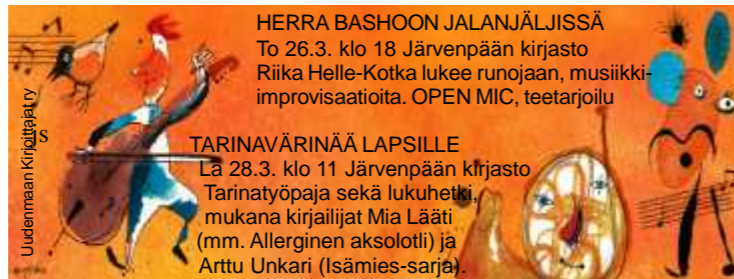 HERRA BASHOON JALANJÄLJISSÄ
To 26.3. klo 18 Järvenpään kirjasto
Riika Helle-Kotka lukee runojaan, musiikki-
improvisaatioita. OPEN MIC, teetarjoilu
TARINAVÄRINÄÄ LAPSILLE
La 28.3. klo 11 Järvenpään kirjasto
Tarinatyöpaja sekä lukuhetki,
mukana kirjailijat Mia Lääti
(mm. Allerginen aksolotli) ja
Arttu Unkari (Isämies-sarja).
Uudenmaan Kirjoittajat ry